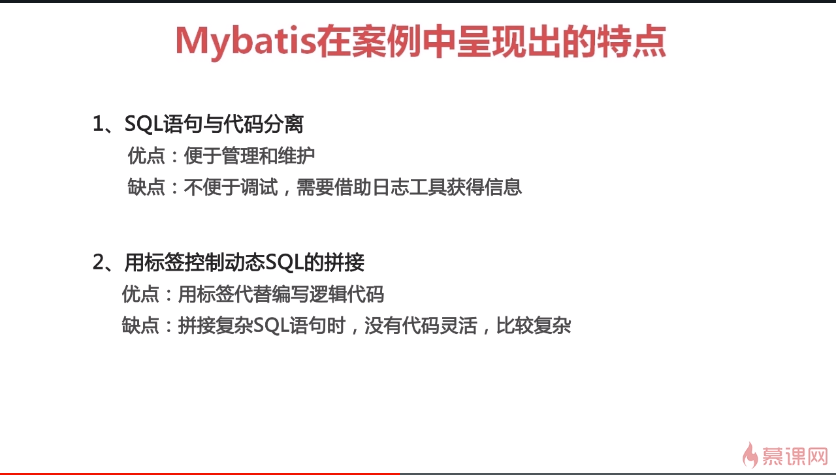 Mybatis在案例中呈现出的特点
1、SQL语句与代码分离
优点：便于管理和维护
缺点：不便于调试，需要借助日志工具获得信息
2、用标签控制动态SQL的拼接
优点：用标签代替编写逻辑代码
缺点：拼接复杂SQL语句时，没有代码灵活，比较复杂
慕课网